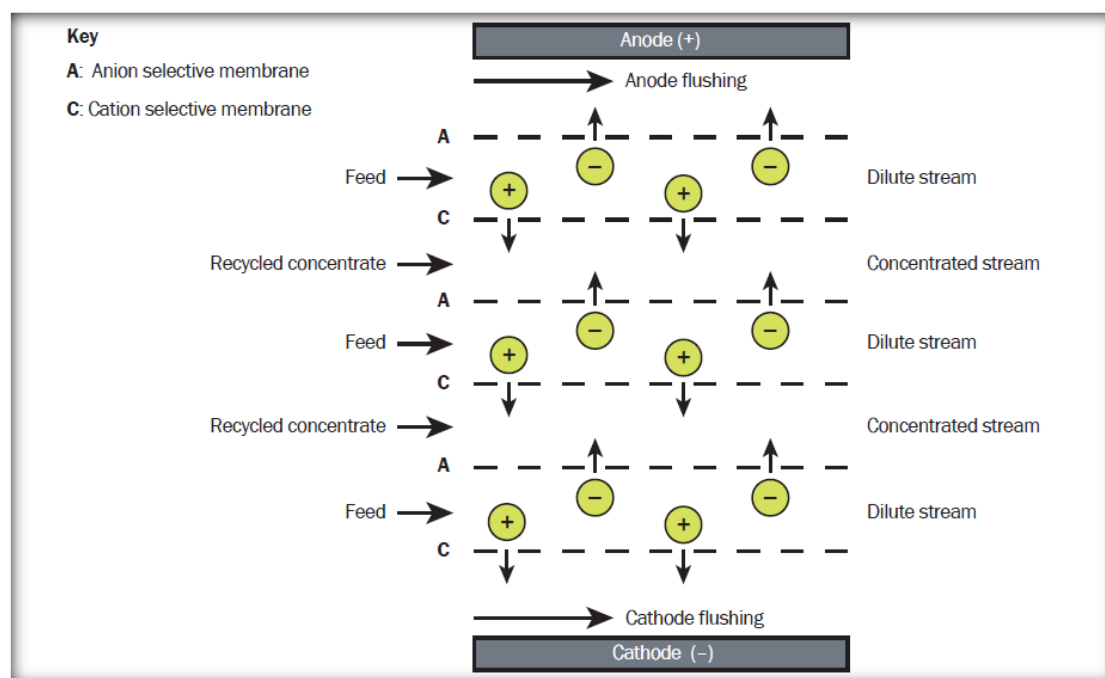 Key
A: Anion selective membrane
C: Cation selective membrane
Anode (+)
Anode flushing
A
Feed
+ − + −
Dilute stream
C
Recycled concentrate
Concentrated stream
A
Feed
+ − + −
Dilute stream
C
Recycled concentrate
Concentrated stream
A
Feed
+ − + −
Dilute stream
C
Cathode flushing
Cathode (−)